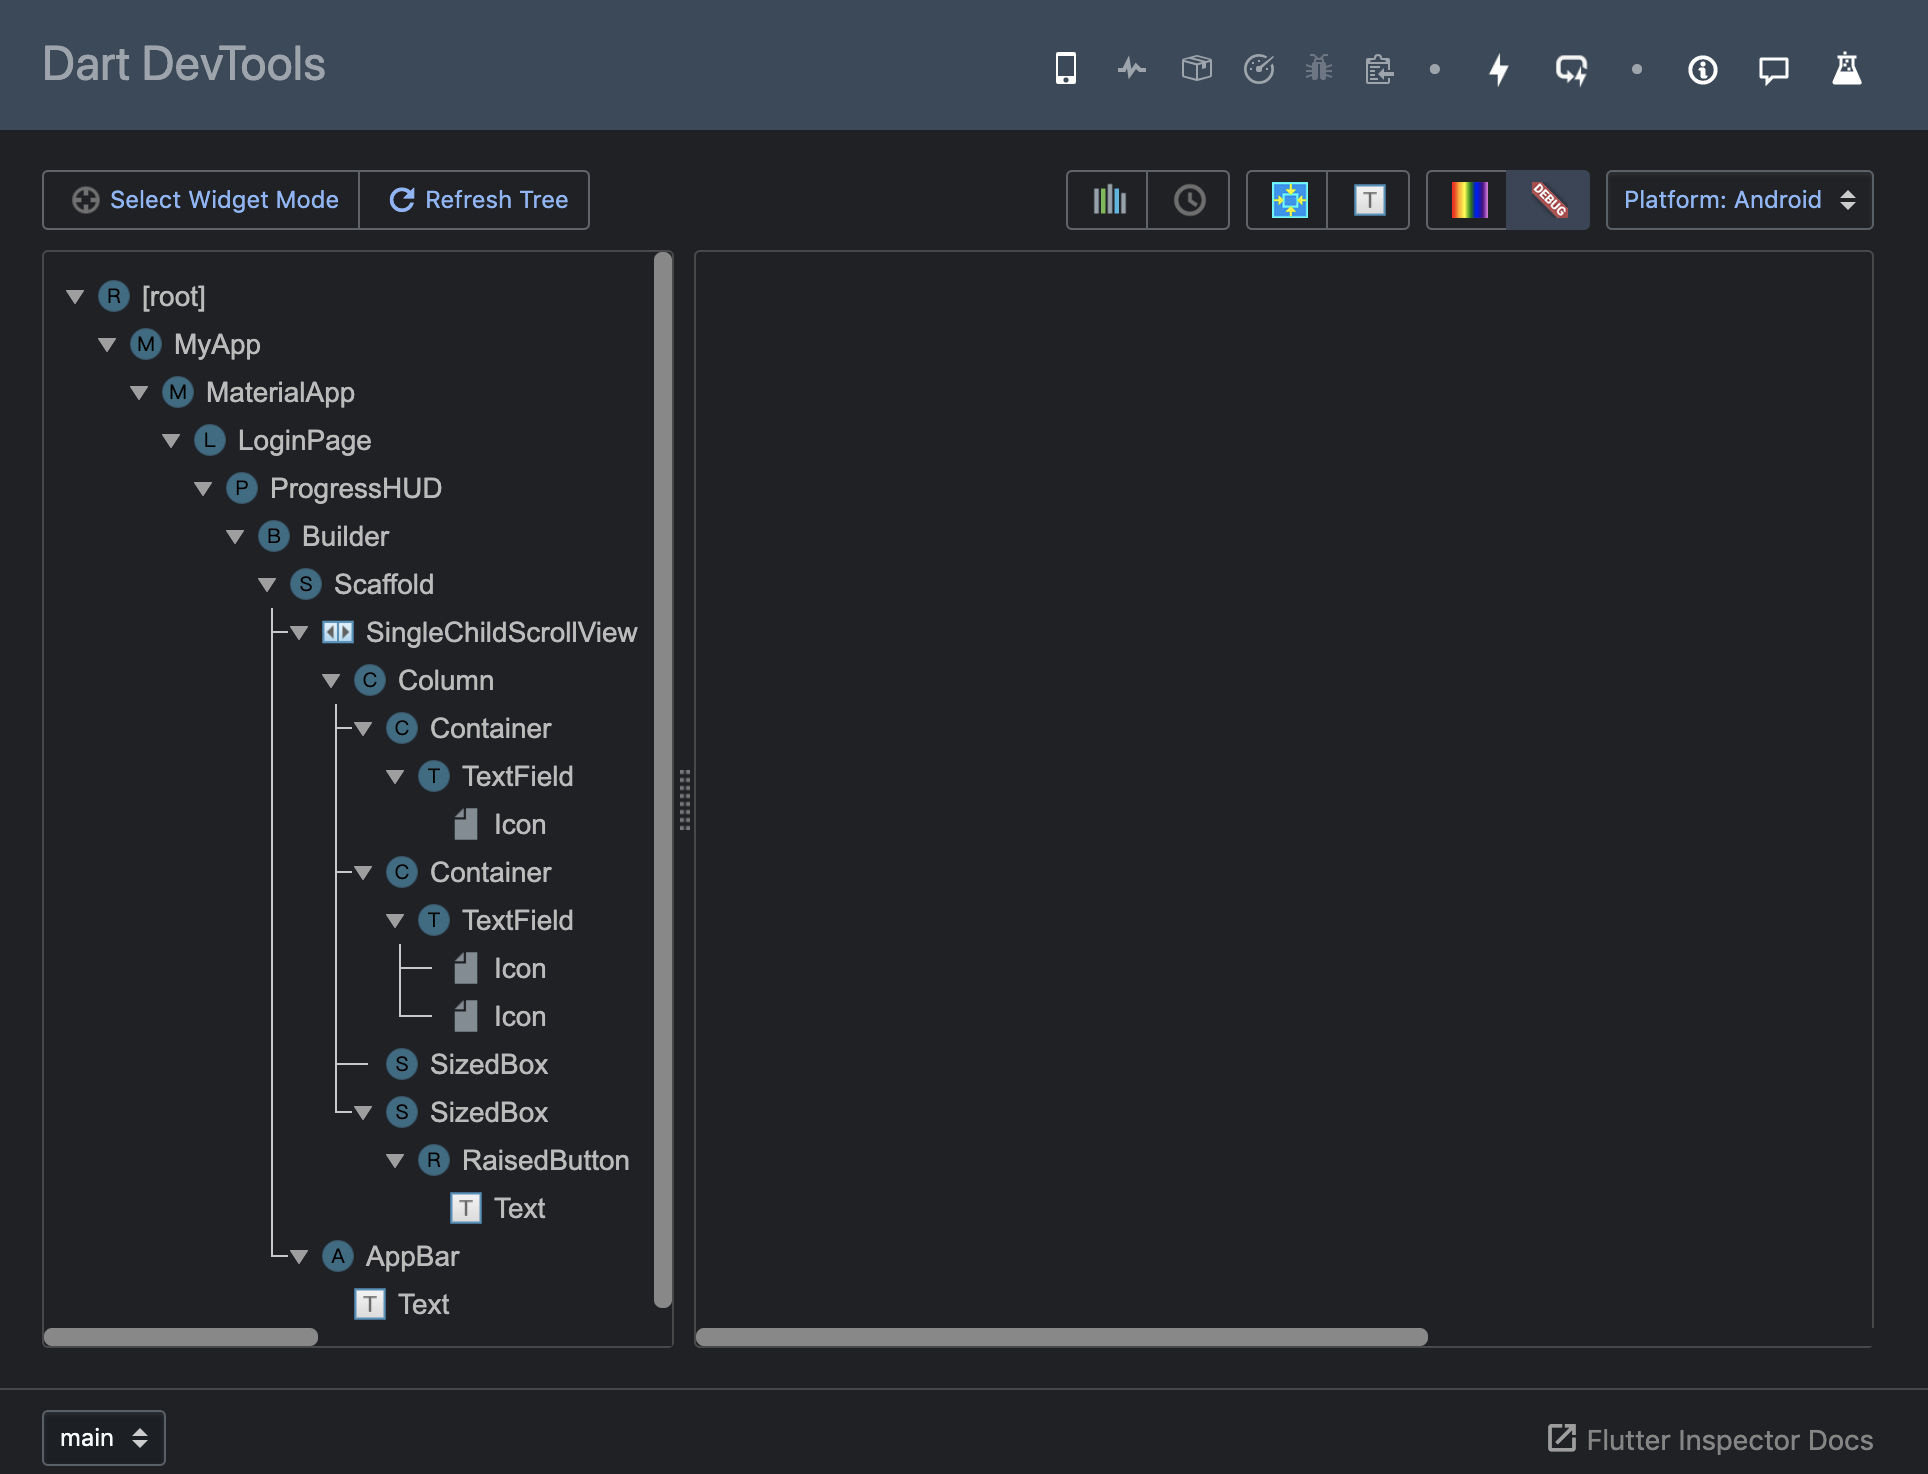 Dart DevTools
Select Widget Mode
Refresh Tree
T
DEBUG
Platform: Android
R [root]
M MyApp
M MaterialApp
L LoginPage
P ProgressHUD
B Builder
S Scaffold
SingleChildScrollView
C Column
C Container
T TextField
Icon
C Container
T TextField
Icon
Icon
S SizedBox
S SizedBox
R RaisedButton
T Text
A AppBar
T Text
main
Flutter Inspector Docs